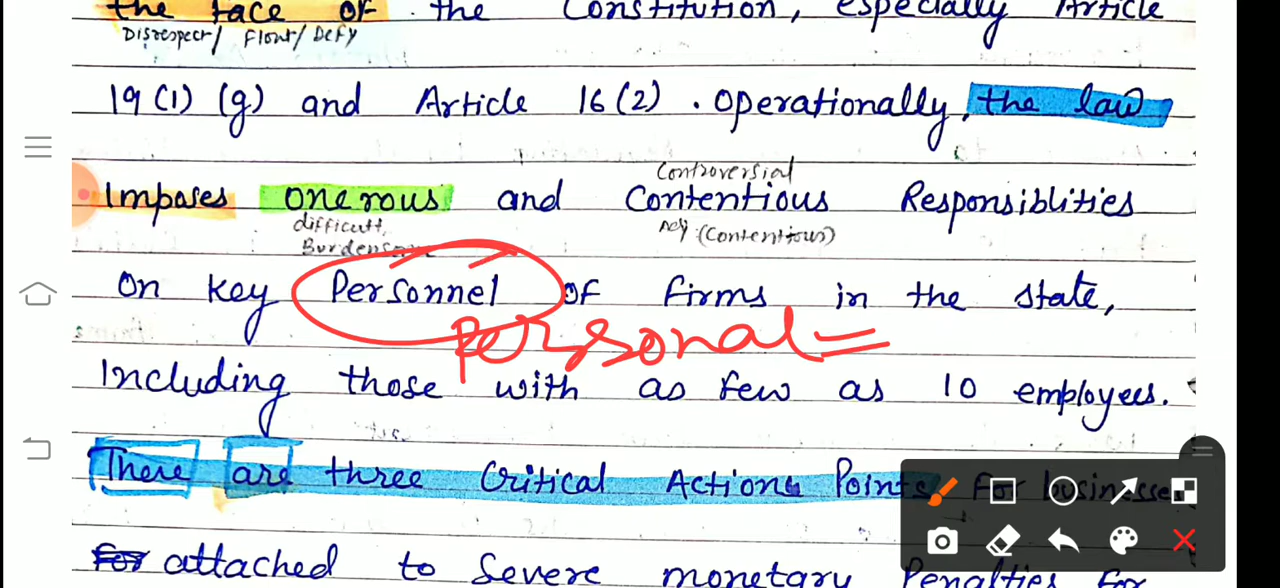 the face of the Constitution, especially Article
Disrespect/ Flout/ Defy
19 (1) (g) and Article 16 (2) . Operationally, the law
Controversial
Imposes onerous and Contentious Responsiblities
difficult, Adj (Contentious)
Burdensome
On key Personnel of firms in the state,
Personal =
Including those with as few as 10 employees.
There are three Critical Actions Points for businesses
for attached to Severe monetary Penalties for